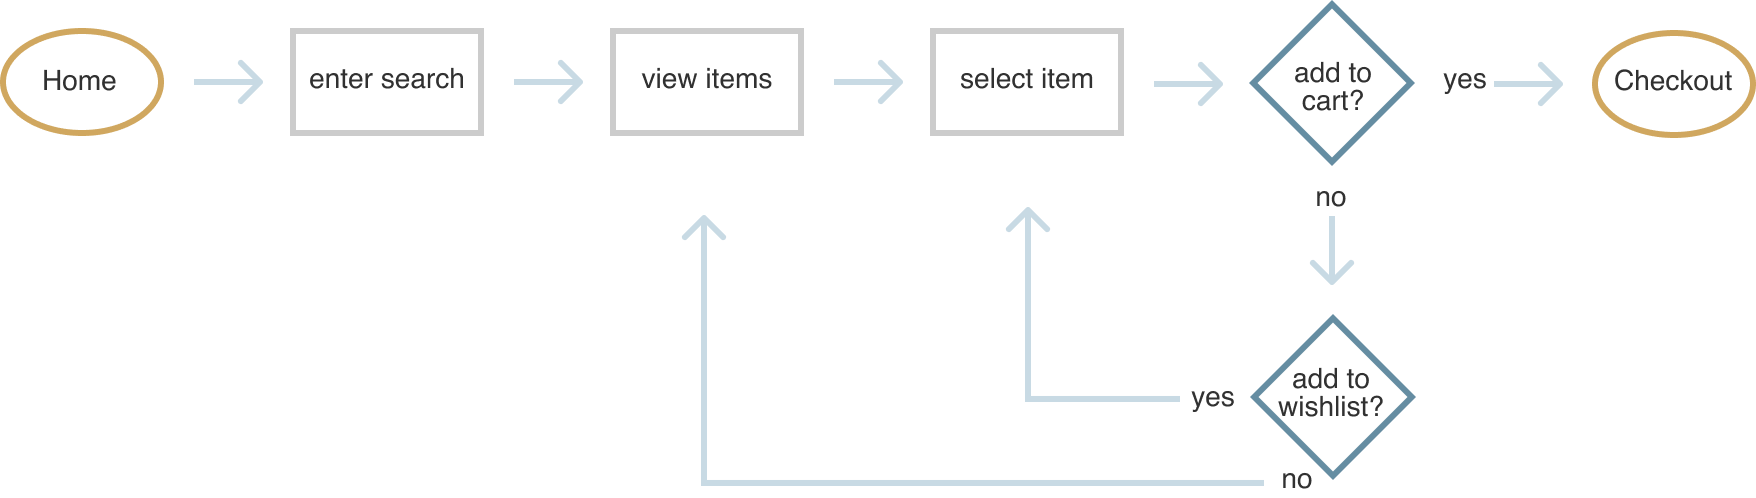 Home
enter search
view items
select item
add to
cart?
yes
Checkout
no
add to
wishlist?
yes
no